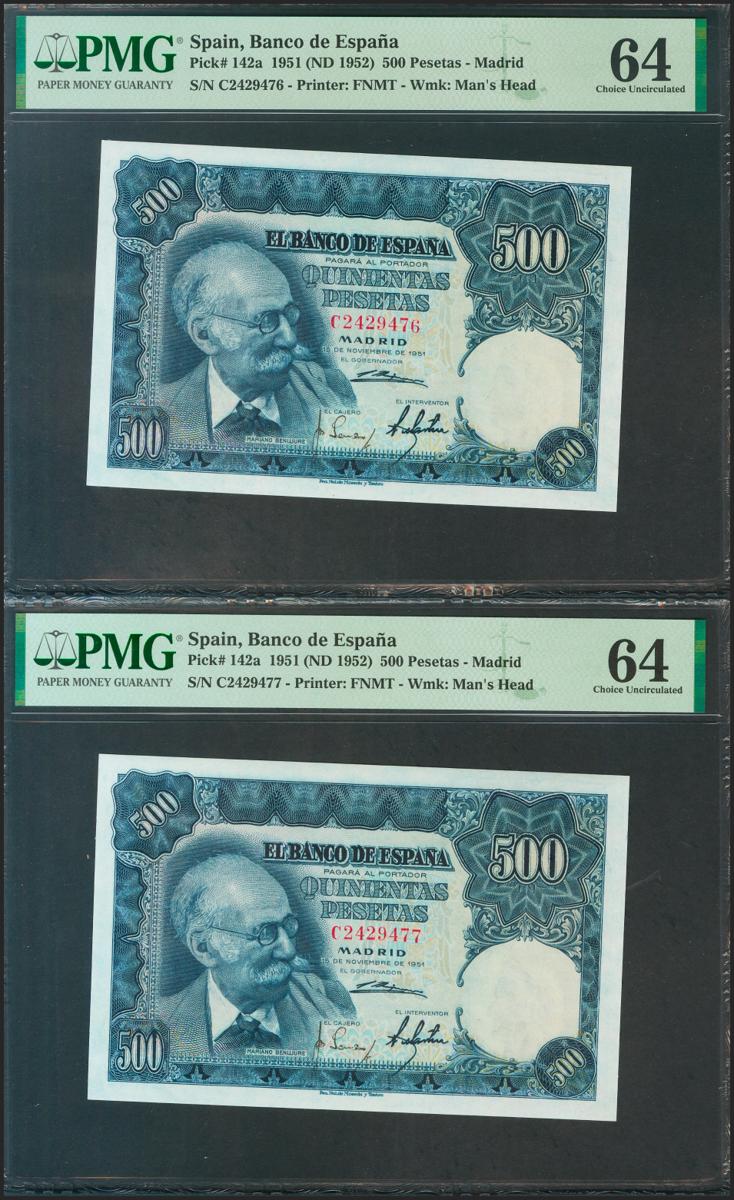 PMG®
PAPER MONEY GUARANTY
Spain, Banco de España
Pick# 142a 1951 (ND 1952) 500 Pesetas - Madrid
S/N C2429476 - Printer: FNMT - Wmk: Man's Head
64
Choice Uncirculated
500
500
EL BANCO DE ESPAÑA
PAGARÁ AL PORTADOR
QUINIENTAS
PESETAS
C2429476
MADRID
15 DE NOVIEMBRE DE 1951
EL GOBERNADOR
EL INTERVENTOR
EL CAJERO
500
MARIANO BENLLIURE
500
PMG®
PAPER MONEY GUARANTY
Spain, Banco de España
Pick# 142a 1951 (ND 1952) 500 Pesetas - Madrid
S/N C2429477 - Printer: FNMT - Wmk: Man's Head
64
Choice Uncirculated
500
500
EL BANCO DE ESPAÑA
PAGARÁ AL PORTADOR
QUINIENTAS
PESETAS
C2429477
MADRID
15 DE NOVIEMBRE DE 1951
EL GOBERNADOR
EL INTERVENTOR
EL CAJERO
500
MARIANO BENLLIURE
500